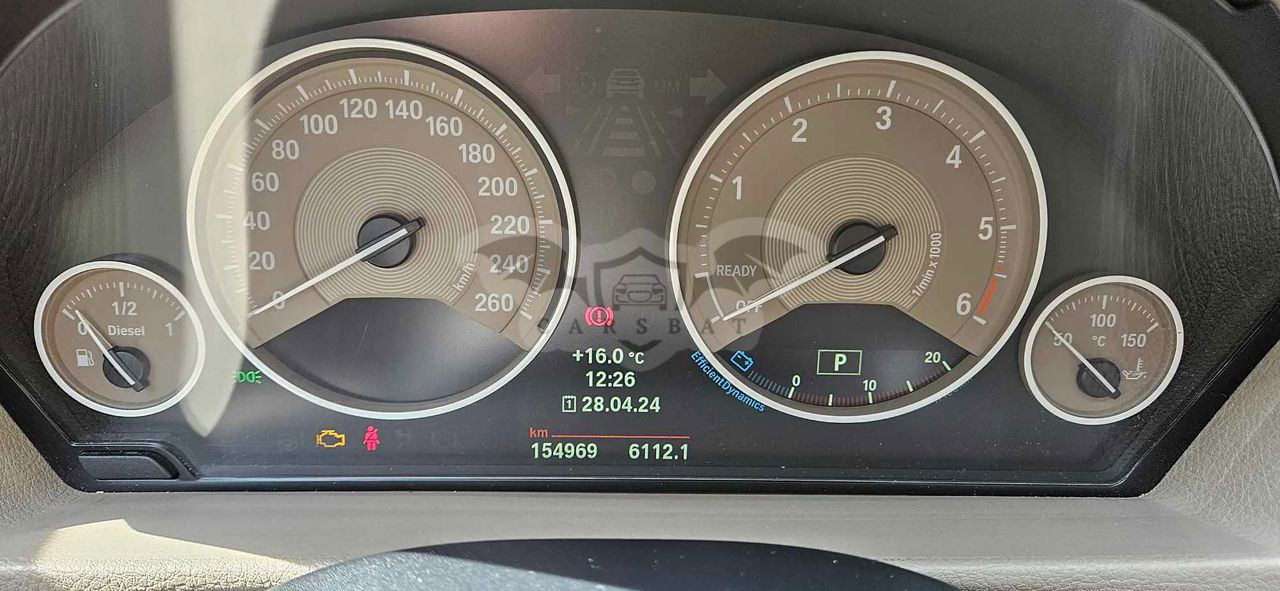 LIM
0
20
40
60
80
100
120
140
160
180
200
220
240
260
km/h
1
2
3
4
5
6
READY
OFF
1/min x 1000
0
1/2
1
Diesel
50
100
150
°C
CARSBAT
+16.0 °C
12:26
1 28.04.24
km
154969 6112.1
P
0
10
20
EfficientDynamics